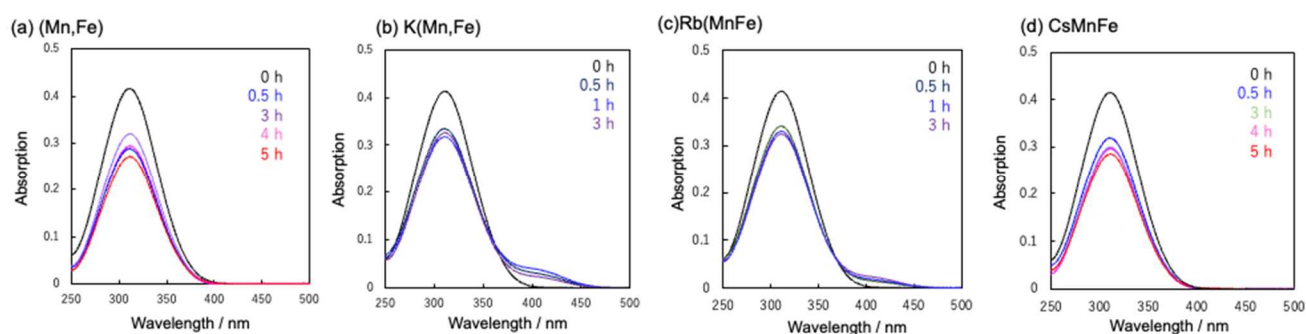 (a) (Mn,Fe)
0.5
0.4
0.3
0.2
0.1
0
Absorption
0 h
0.5 h
3 h
4 h
5 h
250 300 350 400 450 500
Wavelength / nm
(b) K(Mn,Fe)
0.5
0.4
0.3
0.2
0.1
0
Absorption
0 h
0.5 h
1 h
3 h
250 300 350 400 450 500
Wavelength / nm
(c)Rb(MnFe)
0.5
0.4
0.3
0.2
0.1
0
Absorption
0 h
0.5 h
1 h
3 h
250 300 350 400 450 500
Wavelength / nm
(d) CsMnFe
0.5
0.4
0.3
0.2
0.1
0
Absorption
0 h
0.5 h
3 h
4 h
5 h
250 300 350 400 450 500
Wavelength / nm